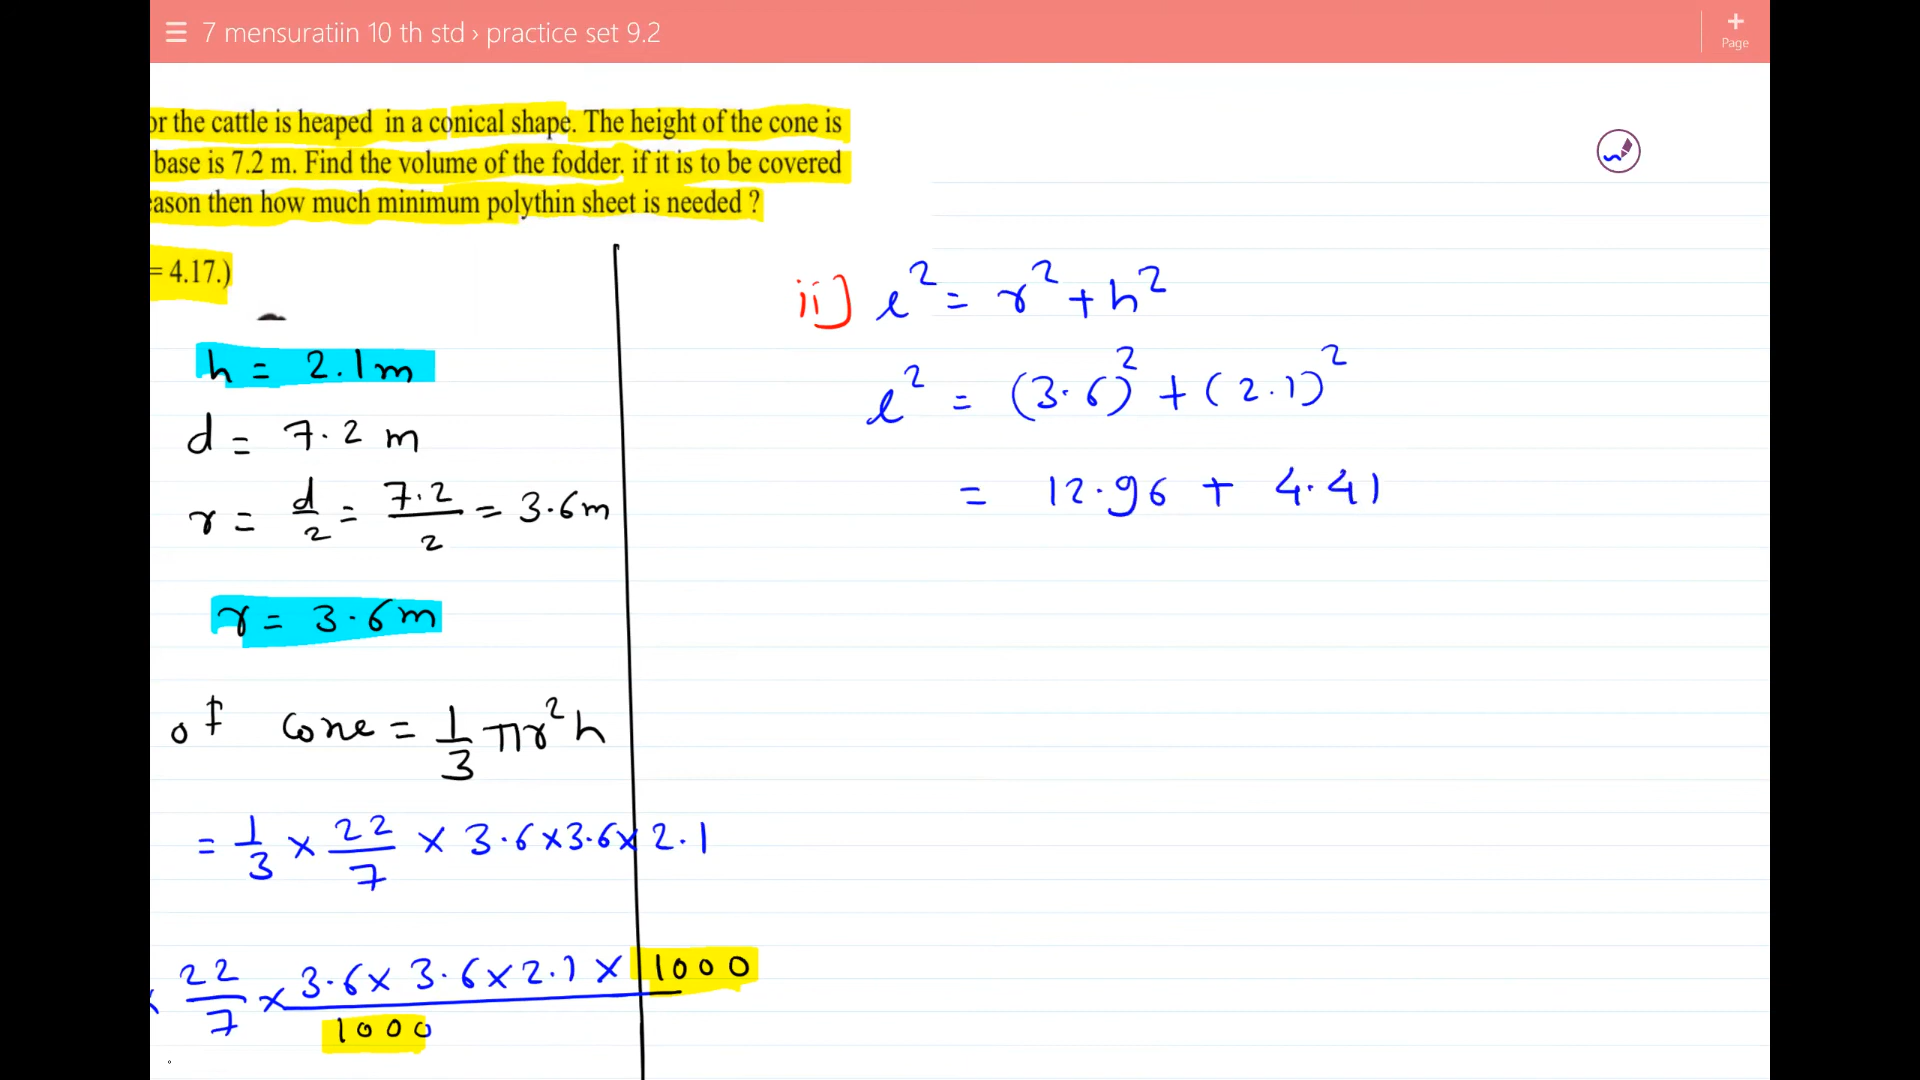 7 mensuratiin 10 th std › practice set 9.2
+
Page
or the cattle is heaped in a conical shape. The height of the cone is
base is 7.2 m. Find the volume of the fodder. if it is to be covered
eason then how much minimum polythin sheet is needed ?
= 4.17.)
h = 2.1m
d = 7.2 m
r = d/2 = 7.2/2 = 3.6m
r = 3.6m
of cone = 1/3 πr²h
= 1/3 × 22/7 × 3.6×3.6×2.1
× 22/7 × 3.6× 3.6×2.1 × 1000 / 1000
ii] l² = r² + h²
l² = (3.6)² + (2.1)²
= 12.96 + 4.41